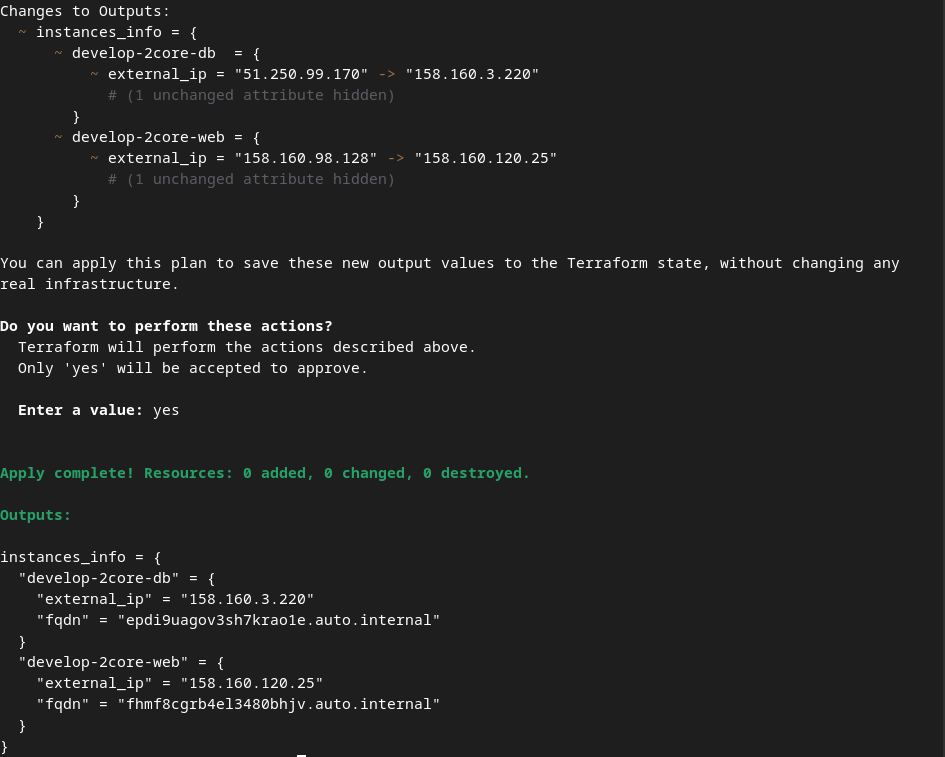 Changes to Outputs:
  ~ instances_info = {
      ~ develop-2core-db  = {
          ~ external_ip = "51.250.99.170" -> "158.160.3.220"
            # (1 unchanged attribute hidden)
        }
      ~ develop-2core-web = {
          ~ external_ip = "158.160.98.128" -> "158.160.120.25"
            # (1 unchanged attribute hidden)
        }
    }

You can apply this plan to save these new output values to the Terraform state, without changing any
real infrastructure.

Do you want to perform these actions?
  Terraform will perform the actions described above.
  Only 'yes' will be accepted to approve.

  Enter a value: yes


Apply complete! Resources: 0 added, 0 changed, 0 destroyed.

Outputs:

instances_info = {
  "develop-2core-db" = {
    "external_ip" = "158.160.3.220"
    "fqdn" = "epdi9uagov3sh7krao1e.auto.internal"
  }
  "develop-2core-web" = {
    "external_ip" = "158.160.120.25"
    "fqdn" = "fhmf8cgrb4el3480bhjv.auto.internal"
  }
}